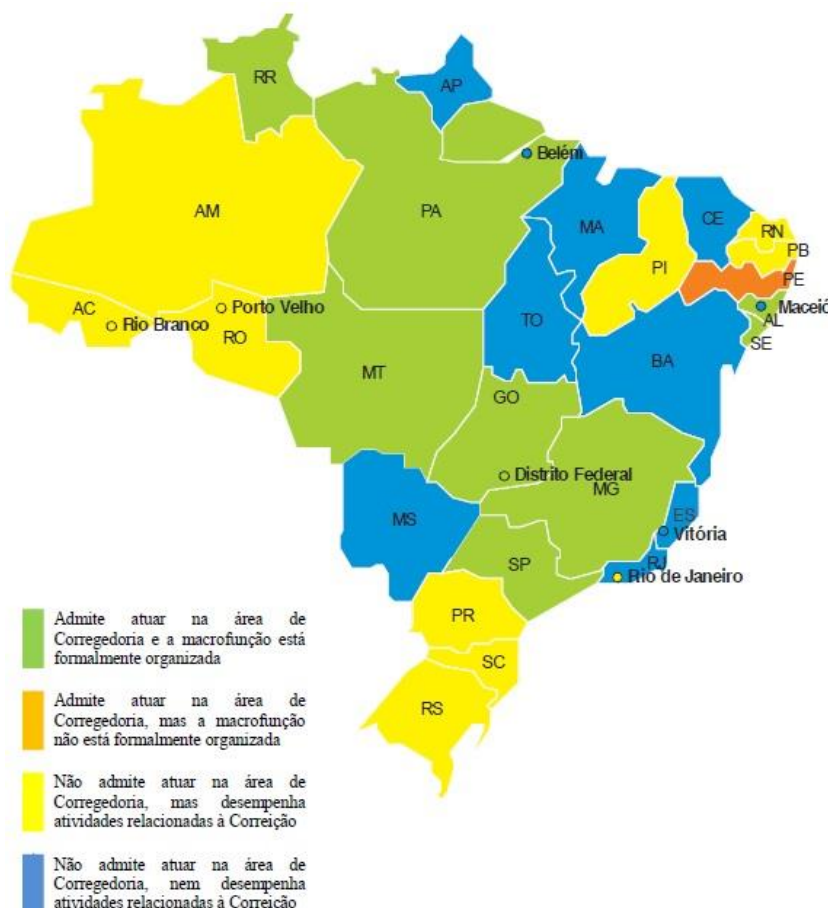 RR
AP
Beléni
AM
PA
MA
CE
RN
PB
PI
PE
AC
Porto Velho
Rio Branco
RO
Maceió
AL
SE
TO
BA
MT
GO
Distrito Federal
MG
MS
ES
Vitória
SP
RJ
Rio de Janeiro
PR
SC
RS
Admite atuar na área de
Corregedoria e a macrofunção está
formalmente organizada
Admite atuar na área de
Corregedoria, mas a macrofunção
não está formalmente organizada
Não admite atuar na área de
Corregedoria, mas desempenha
atividades relacionadas à Correição
Não admite atuar na área de
Corregedoria, nem desempenha
atividades relacionadas à Correição